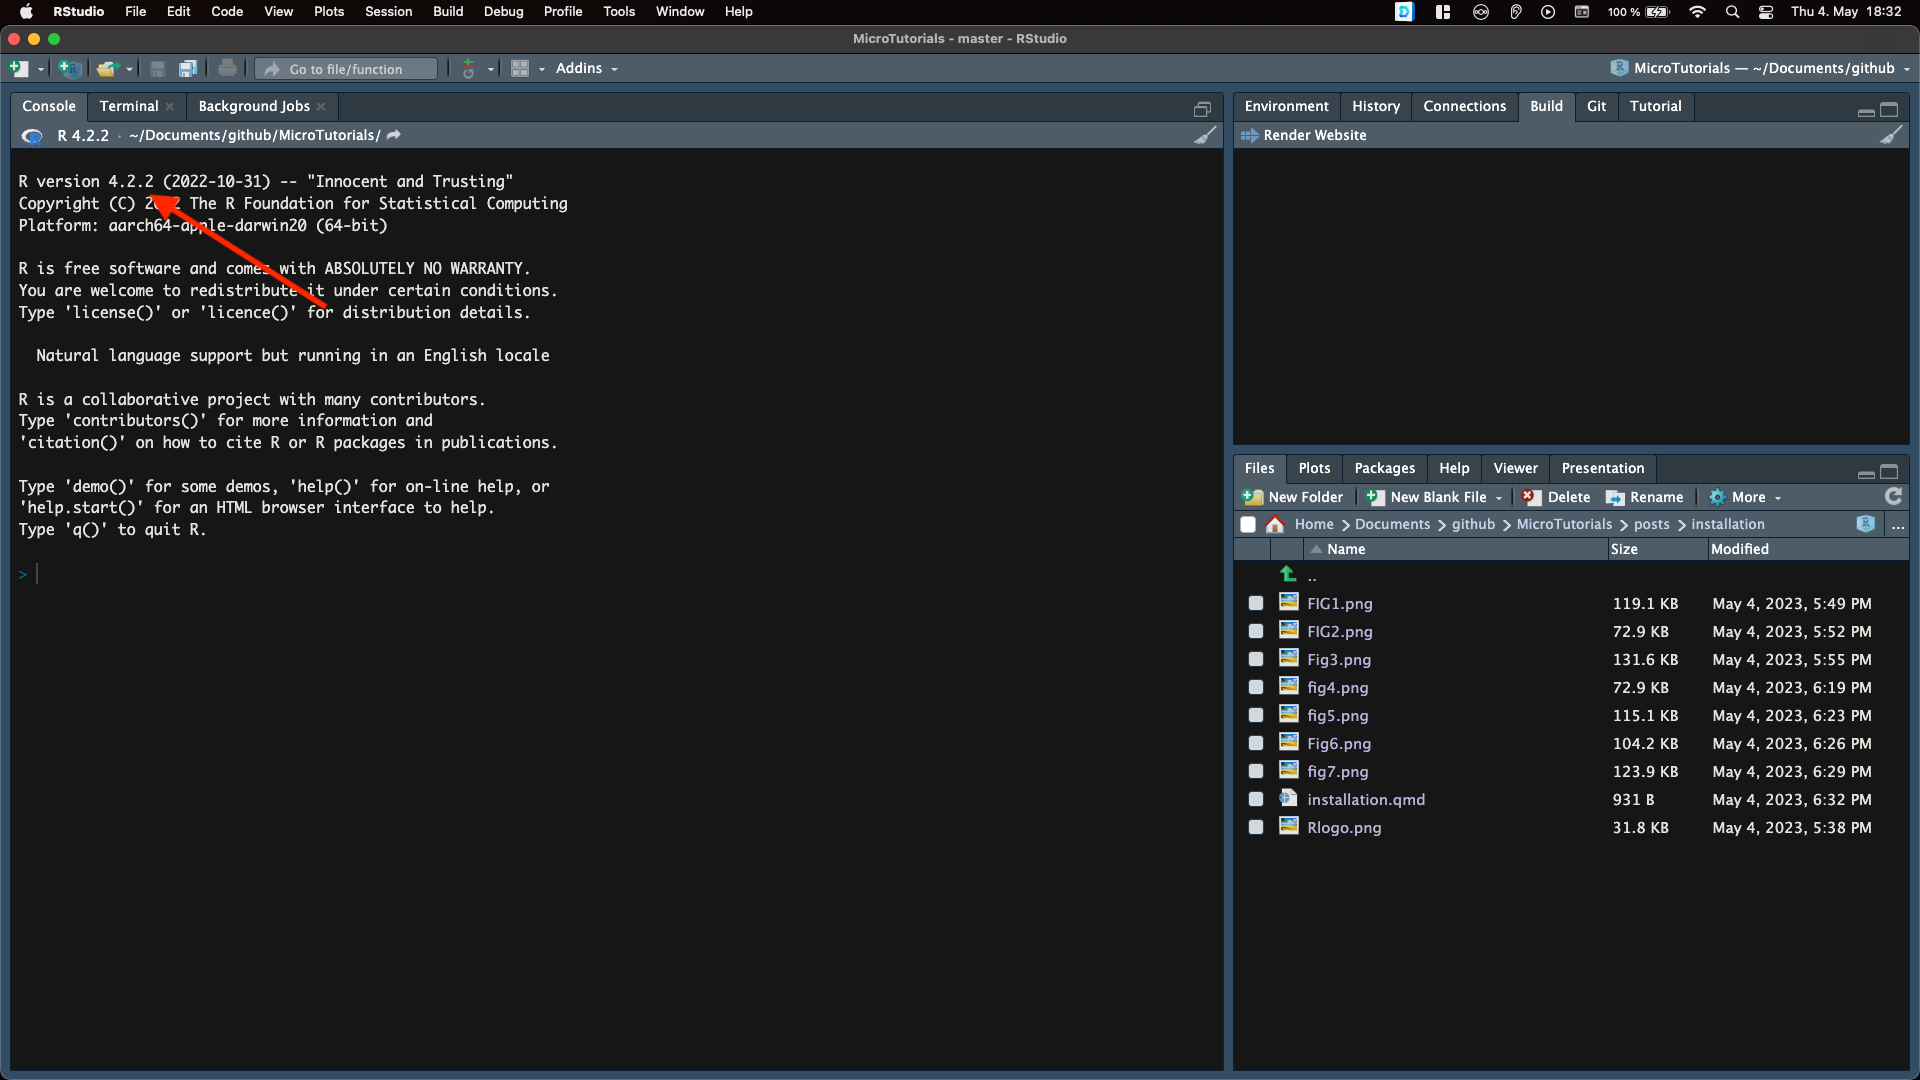 RStudio File Edit Code View Plots Session Build Debug Profile Tools Window Help 100 % Thu 4. May 18:32
MicroTutorials - master - RStudio
Go to file/function Addins MicroTutorials — ~/Documents/github
Console Terminal Background Jobs
R 4.2.2 · ~/Documents/github/MicroTutorials/
R version 4.2.2 (2022-10-31) -- "Innocent and Trusting"
Copyright (C) 2022 The R Foundation for Statistical Computing
Platform: aarch64-apple-darwin20 (64-bit)
R is free software and comes with ABSOLUTELY NO WARRANTY.
You are welcome to redistribute it under certain conditions.
Type 'license()' or 'licence()' for distribution details.
Natural language support but running in an English locale
R is a collaborative project with many contributors.
Type 'contributors()' for more information and
'citation()' on how to cite R or R packages in publications.
Type 'demo()' for some demos, 'help()' for on-line help, or
'help.start()' for an HTML browser interface to help.
Type 'q()' to quit R.
>
Environment History Connections Build Git Tutorial
Render Website
Files Plots Packages Help Viewer Presentation
New Folder New Blank File Delete Rename More
Home Documents github MicroTutorials posts installation ...
Name Size Modified
..
FIG1.png 119.1 KB May 4, 2023, 5:49 PM
FIG2.png 72.9 KB May 4, 2023, 5:52 PM
Fig3.png 131.6 KB May 4, 2023, 5:55 PM
fig4.png 72.9 KB May 4, 2023, 6:19 PM
fig5.png 115.1 KB May 4, 2023, 6:23 PM
Fig6.png 104.2 KB May 4, 2023, 6:26 PM
fig7.png 123.9 KB May 4, 2023, 6:29 PM
installation.qmd 931 B May 4, 2023, 6:32 PM
Rlogo.png 31.8 KB May 4, 2023, 5:38 PM